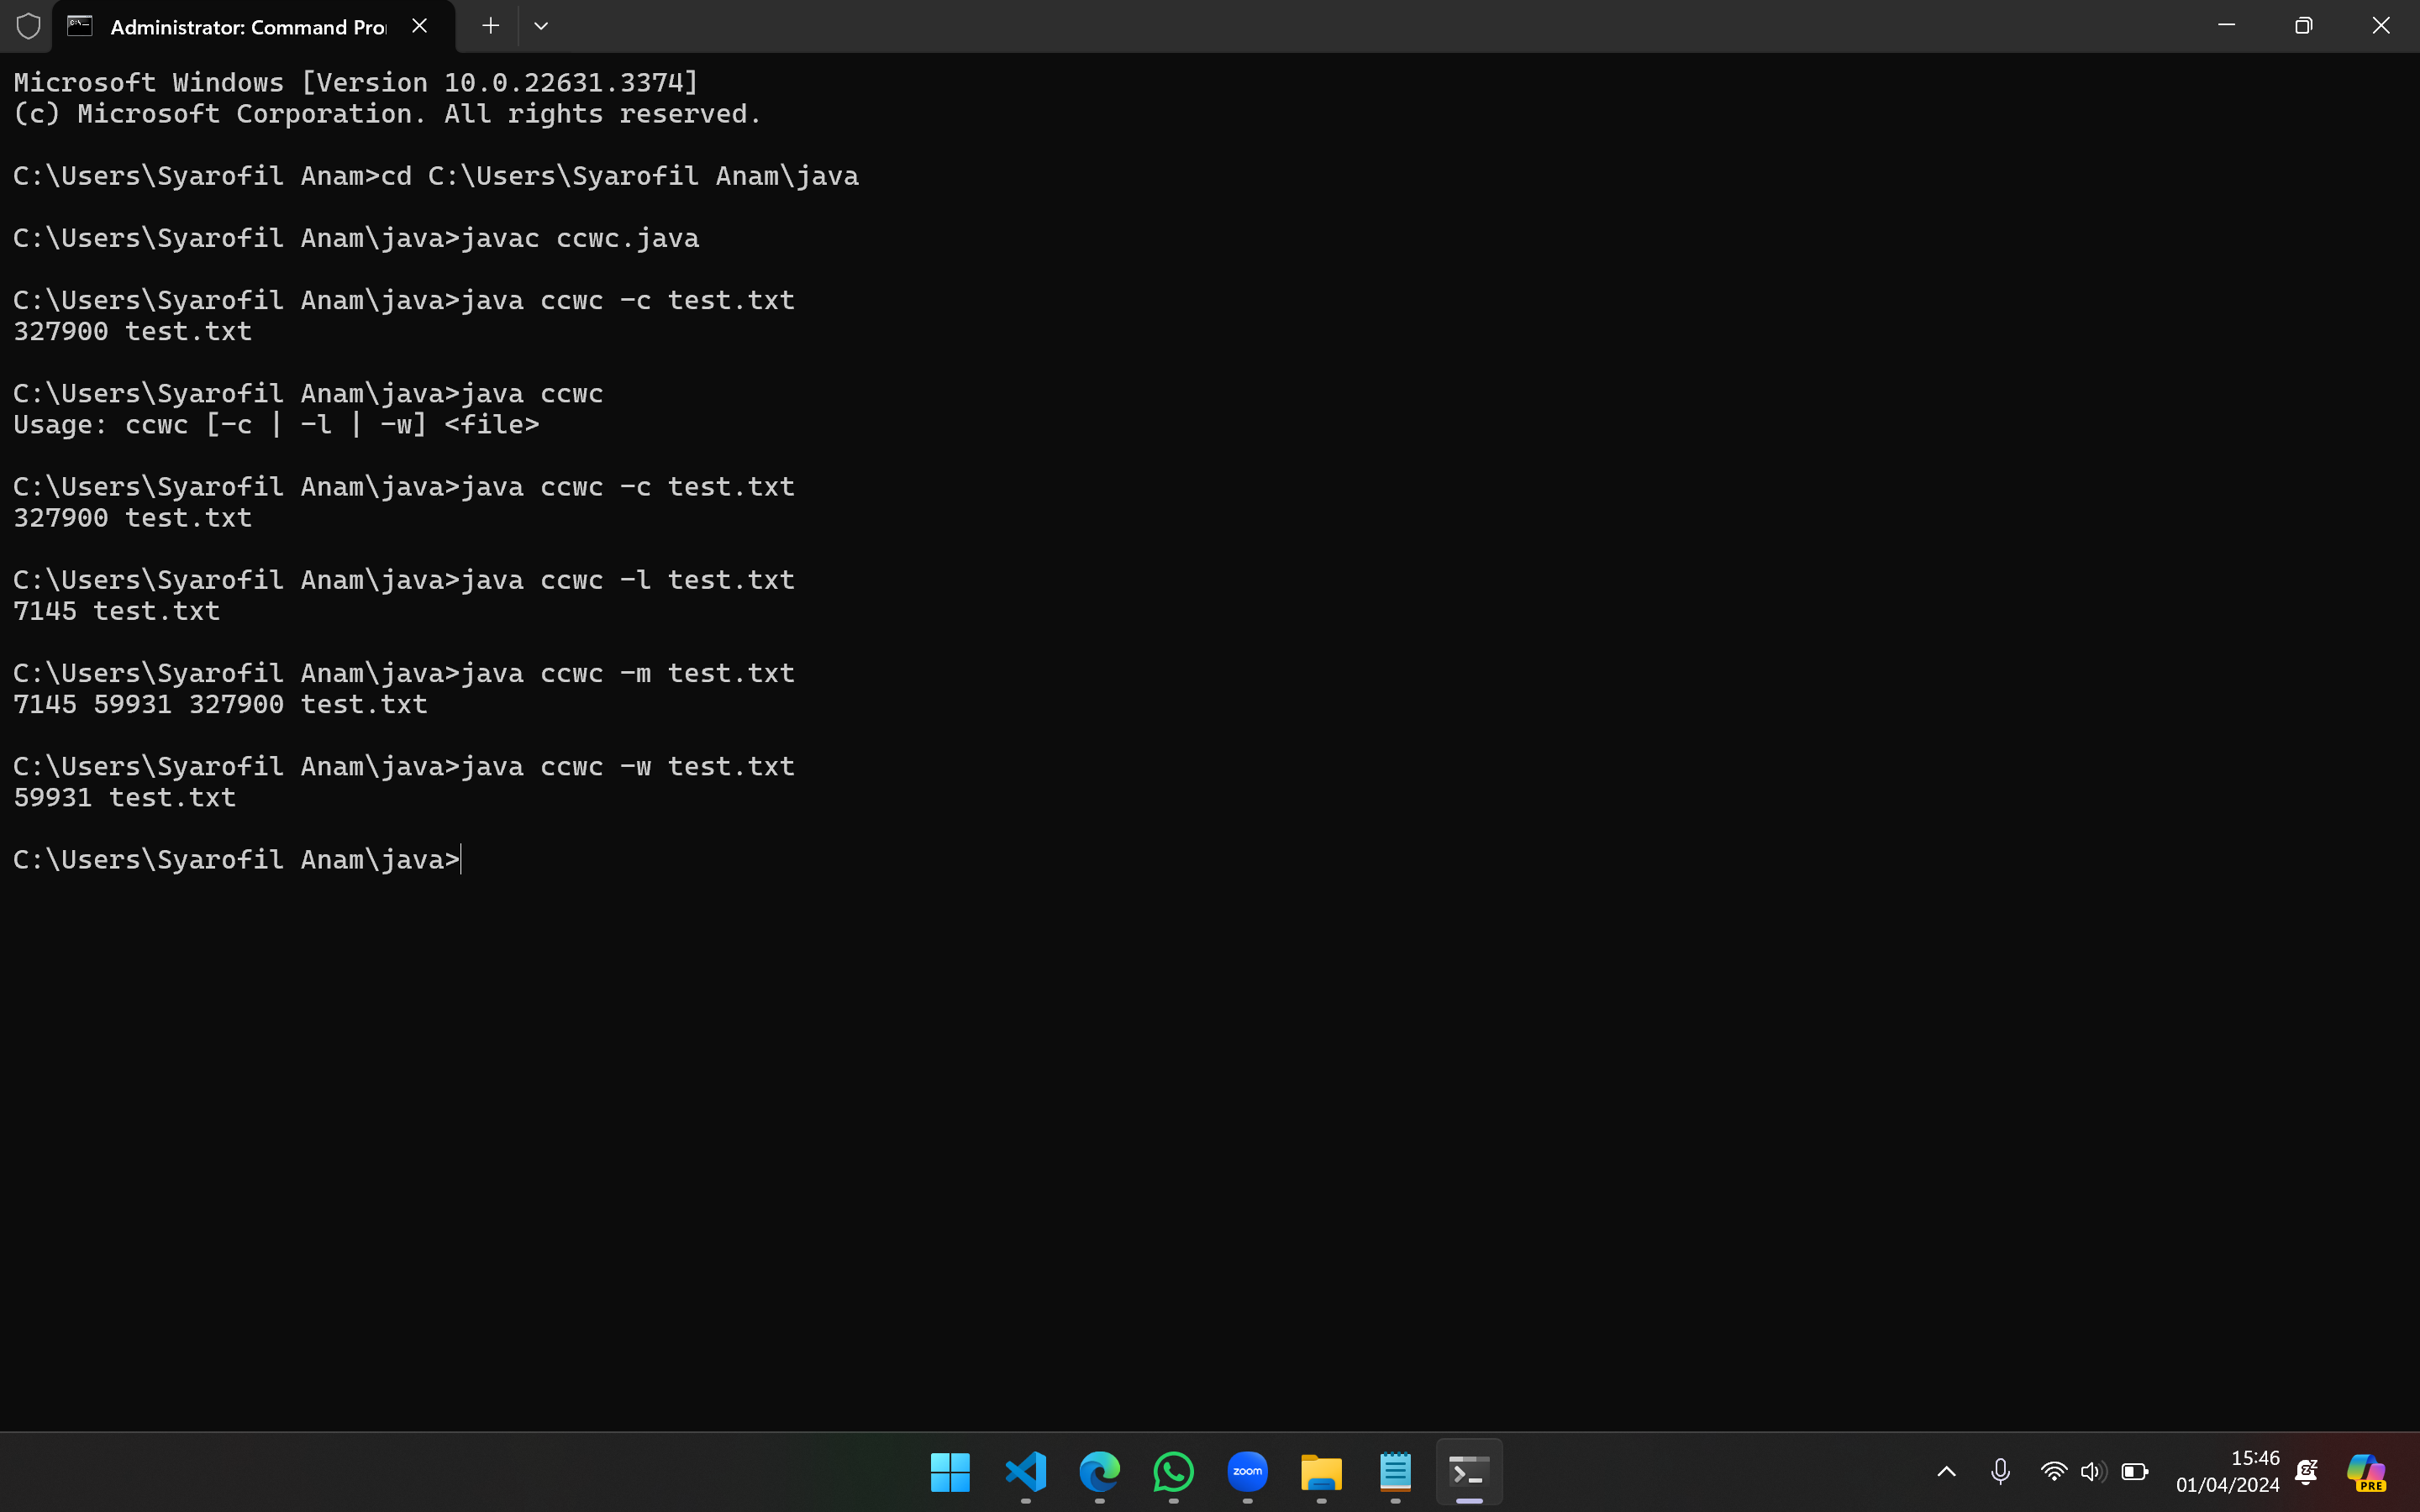 Administrator: Command Pro
Microsoft Windows [Version 10.0.22631.3374]
(c) Microsoft Corporation. All rights reserved.
C:\Users\Syarofil Anam>cd C:\Users\Syarofil Anam\java
C:\Users\Syarofil Anam\java>javac ccwc.java
C:\Users\Syarofil Anam\java>java ccwc -c test.txt
327900 test.txt
C:\Users\Syarofil Anam\java>java ccwc
Usage: ccwc [-c | -l | -w] <file>
C:\Users\Syarofil Anam\java>java ccwc -c test.txt
327900 test.txt
C:\Users\Syarofil Anam\java>java ccwc -l test.txt
7145 test.txt
C:\Users\Syarofil Anam\java>java ccwc -m test.txt
7145 59931 327900 test.txt
C:\Users\Syarofil Anam\java>java ccwc -w test.txt
59931 test.txt
C:\Users\Syarofil Anam\java>
zoom
15:46
01/04/2024
PRE